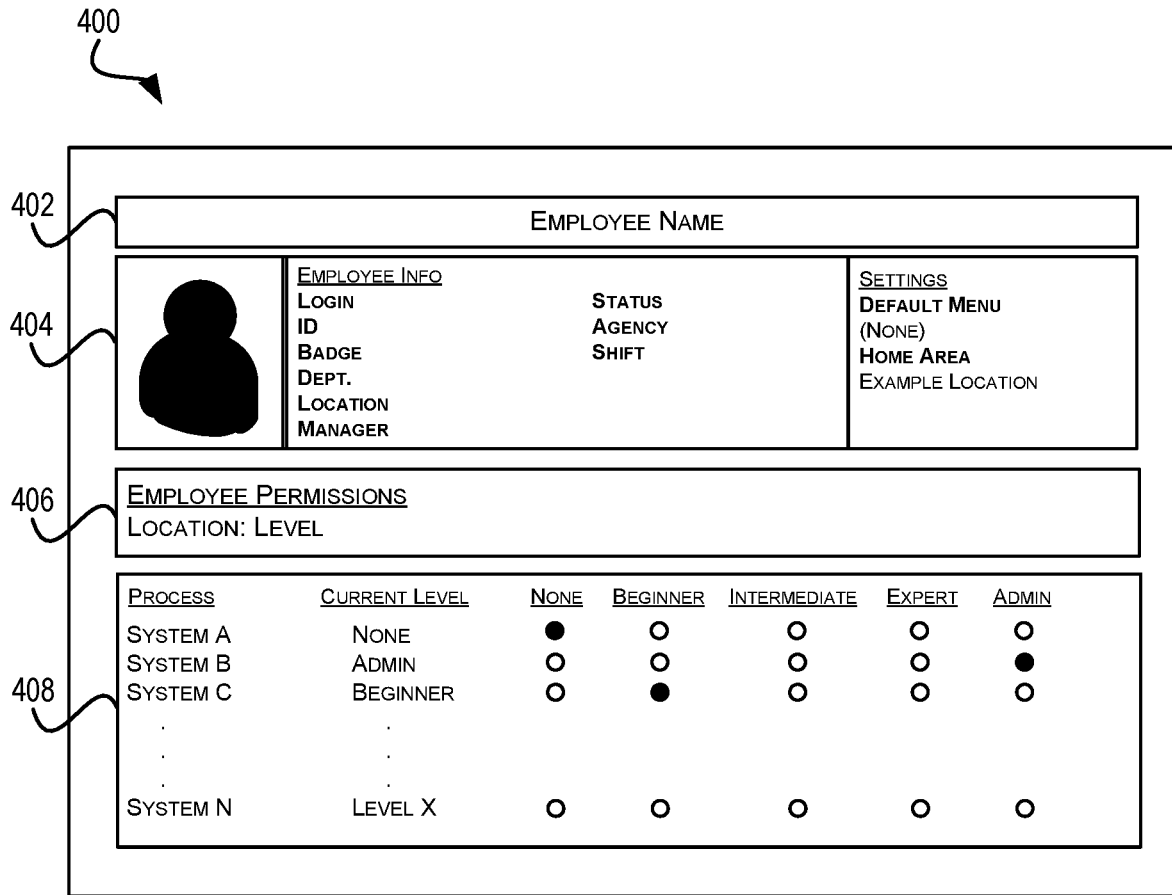 400
402
EMPLOYEE NAME
404
EMPLOYEE INFO
LOGIN
ID
BADGE
DEPT.
LOCATION
MANAGER
STATUS
AGENCY
SHIFT
SETTINGS
DEFAULT MENU
(NONE)
HOME AREA
EXAMPLE LOCATION
406
EMPLOYEE PERMISSIONS
LOCATION: LEVEL
408
PROCESS CURRENT LEVEL NONE BEGINNER INTERMEDIATE EXPERT ADMIN
SYSTEM A NONE
SYSTEM B ADMIN
SYSTEM C BEGINNER
. .
. .
. .
SYSTEM N LEVEL X